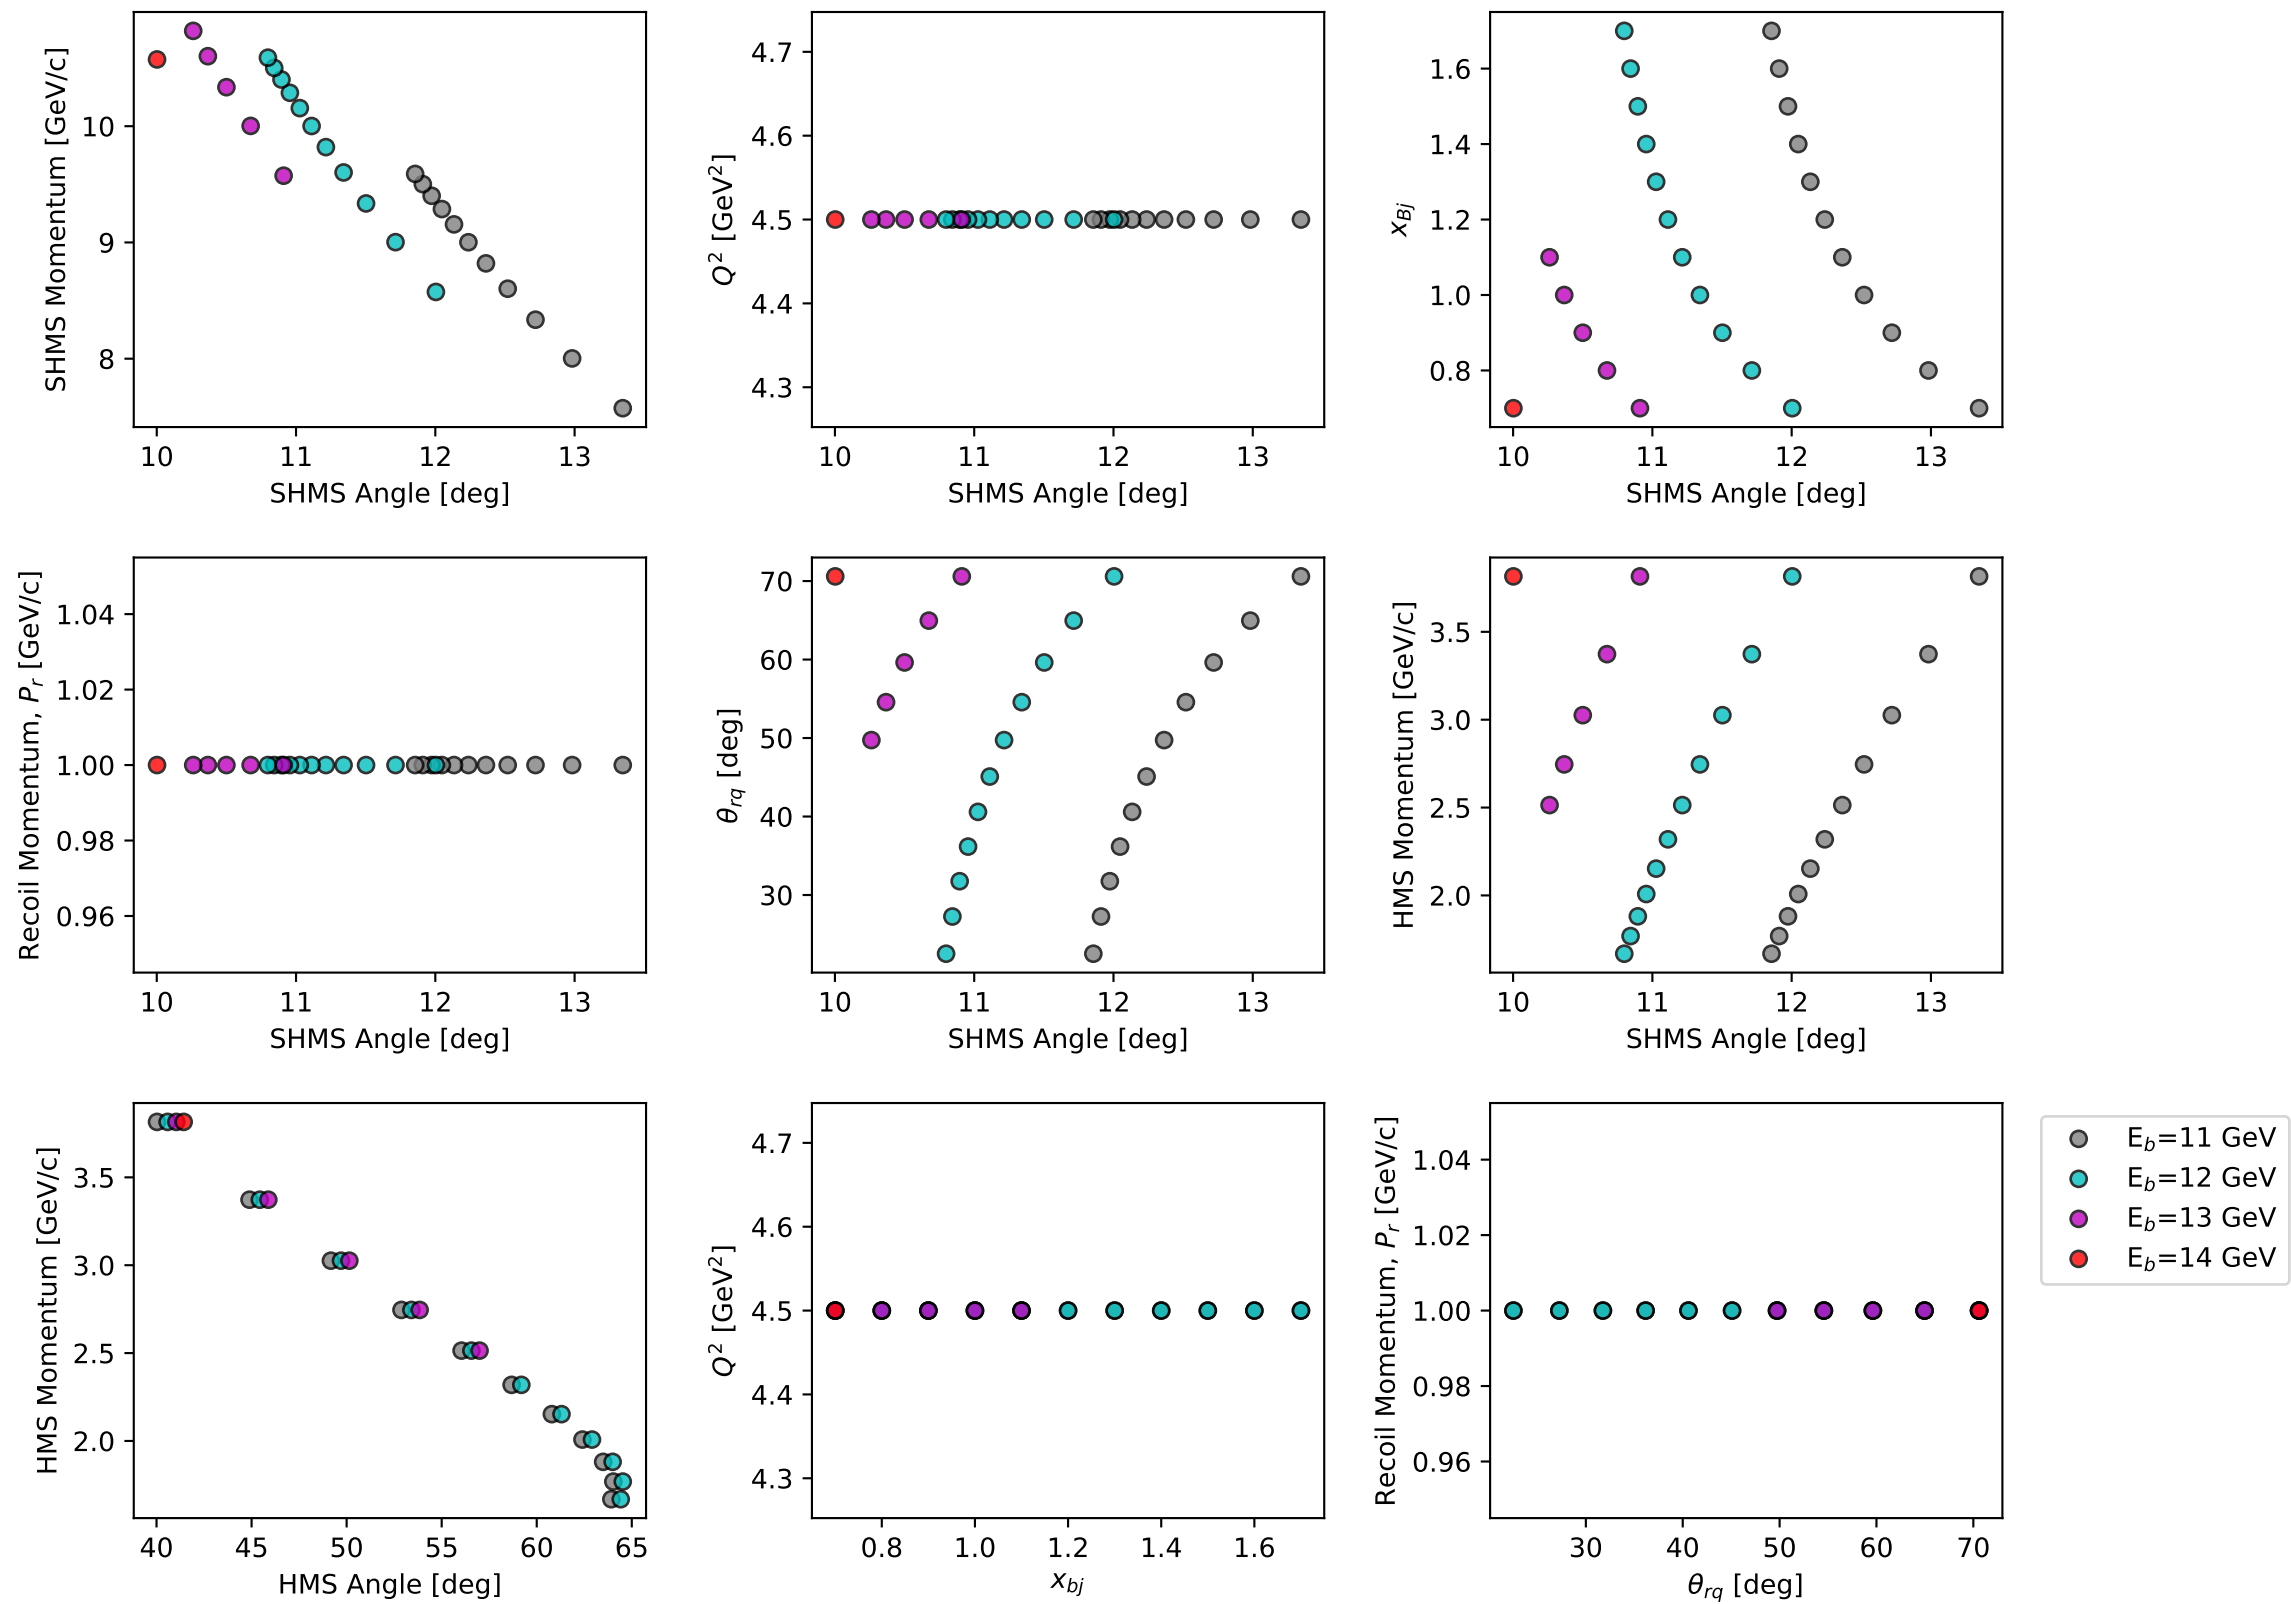 SHMS Momentum [GeV/c]
10
9
8
10 11 12 13
SHMS Angle [deg]
Q² [GeV²]
4.7
4.6
4.5
4.4
4.3
10 11 12 13
SHMS Angle [deg]
x_Bj
1.6
1.4
1.2
1.0
0.8
10 11 12 13
SHMS Angle [deg]
Recoil Momentum, P_r [GeV/c]
1.04
1.02
1.00
0.98
0.96
10 11 12 13
SHMS Angle [deg]
θ_rq [deg]
70
60
50
40
30
10 11 12 13
SHMS Angle [deg]
HMS Momentum [GeV/c]
3.5
3.0
2.5
2.0
10 11 12 13
SHMS Angle [deg]
HMS Momentum [GeV/c]
3.5
3.0
2.5
2.0
40 45 50 55 60 65
HMS Angle [deg]
Q² [GeV²]
4.7
4.6
4.5
4.4
4.3
0.8 1.0 1.2 1.4 1.6
x_bj
Recoil Momentum, P_r [GeV/c]
1.04
1.02
1.00
0.98
0.96
30 40 50 60 70
θ_rq [deg]
E_b=11 GeV
E_b=12 GeV
E_b=13 GeV
E_b=14 GeV